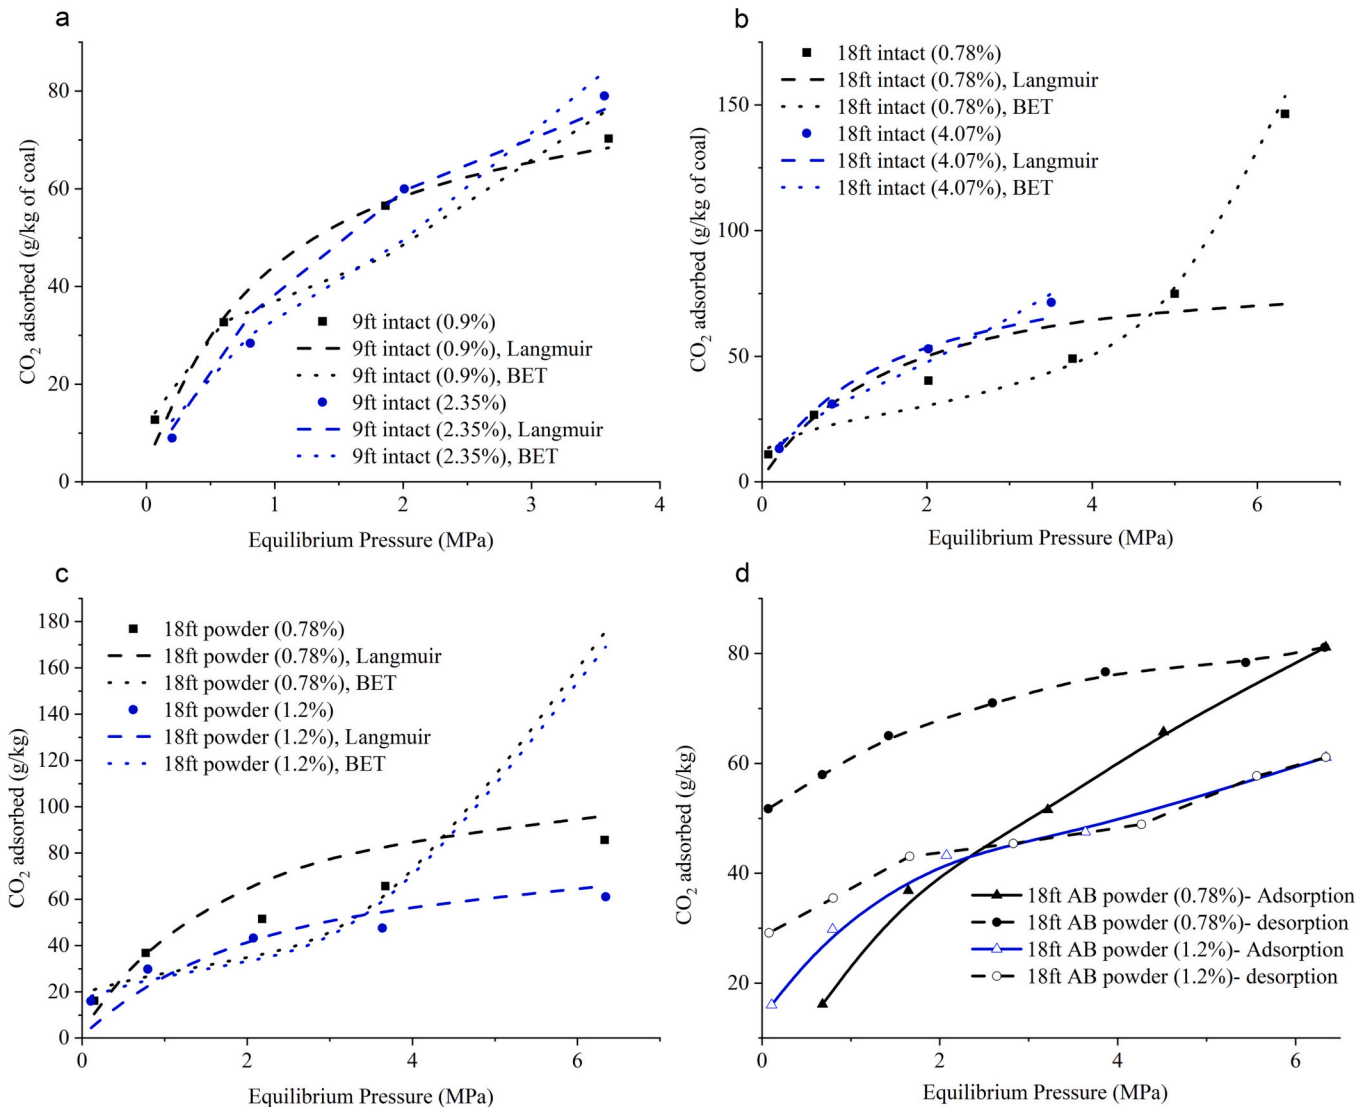 a
80
60
40
20
0
CO2 adsorbed (g/kg of coal)
9ft intact (0.9%)
9ft intact (0.9%), Langmuir
9ft intact (0.9%), BET
9ft intact (2.35%)
9ft intact (2.35%), Langmuir
9ft intact (2.35%), BET
0 1 2 3 4
Equilibrium Pressure (MPa)
b
150
100
50
0
CO2 adsorbed (g/kg of coal)
18ft intact (0.78%)
18ft intact (0.78%), Langmuir
18ft intact (0.78%), BET
18ft intact (4.07%)
18ft intact (4.07%), Langmuir
18ft intact (4.07%), BET
0 2 4 6
Equilibrium Pressure (MPa)
c
180
160
140
120
100
80
60
40
20
0
CO2 adsorbed (g/kg)
18ft powder (0.78%)
18ft powder (0.78%), Langmuir
18ft powder (0.78%), BET
18ft powder (1.2%)
18ft powder (1.2%), Langmuir
18ft powder (1.2%), BET
0 2 4 6
Equilibrium Pressure (MPa)
d
80
60
40
20
CO2 adsorbed (g/kg)
18ft AB powder (0.78%)- Adsorption
18ft AB powder (0.78%)- desorption
18ft AB powder (1.2%)- Adsorption
18ft AB powder (1.2%)- desorption
0 2 4 6
Equilibrium Pressure (MPa)